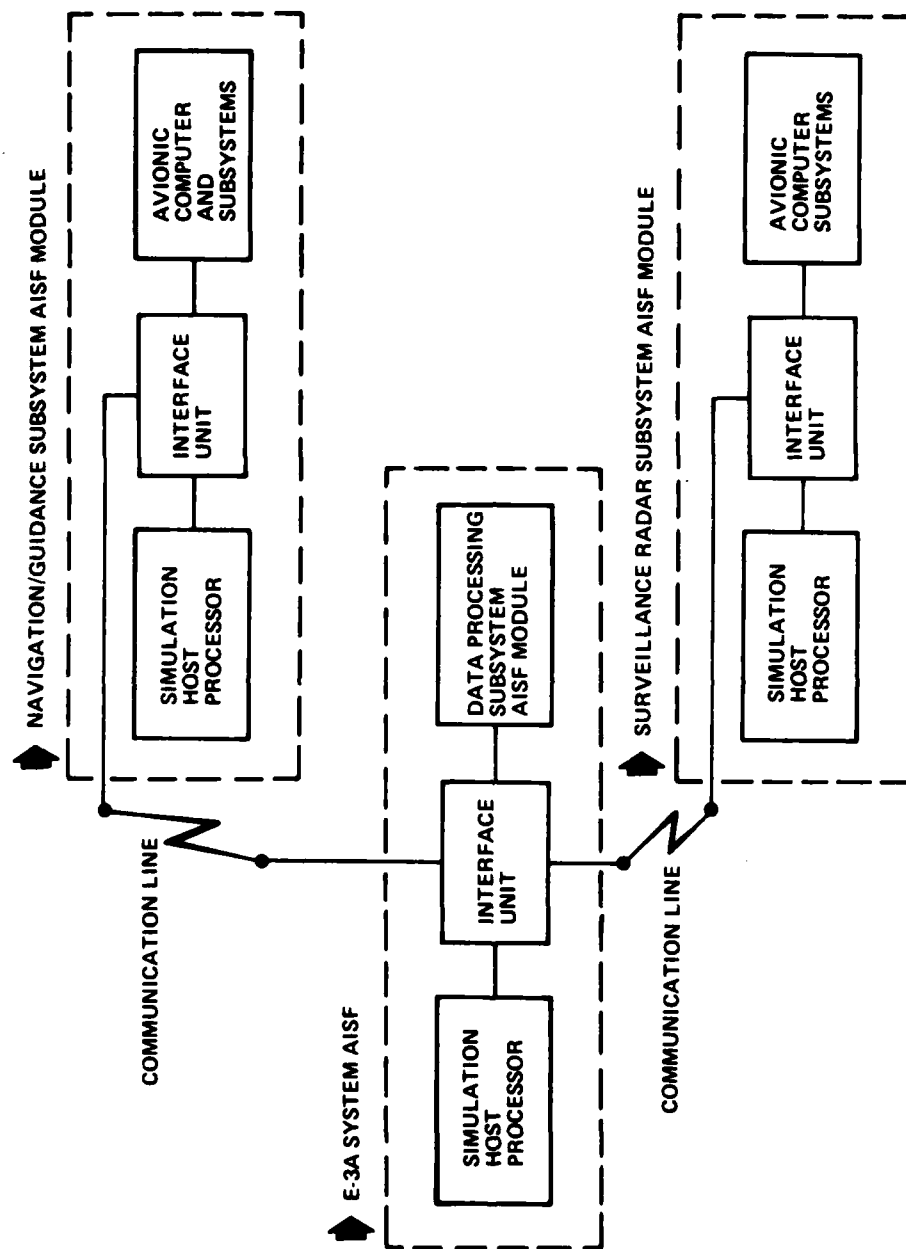 NAVIGATION/GUIDANCE SUBSYSTEM AISF MODULE
SIMULATION
HOST
PROCESSOR
INTERFACE
UNIT
AVIONIC
COMPUTER
AND
SUBSYSTEMS
COMMUNICATION LINE
E-3A SYSTEM AISF
SIMULATION
HOST
PROCESSOR
INTERFACE
UNIT
DATA PROCESSING
SUBSYSTEM
AISF MODULE
COMMUNICATION LINE
SURVEILLANCE RADAR SUBSYSTEM AISF MODULE
SIMULATION
HOST
PROCESSOR
INTERFACE
UNIT
AVIONIC
COMPUTER
SUBSYSTEMS